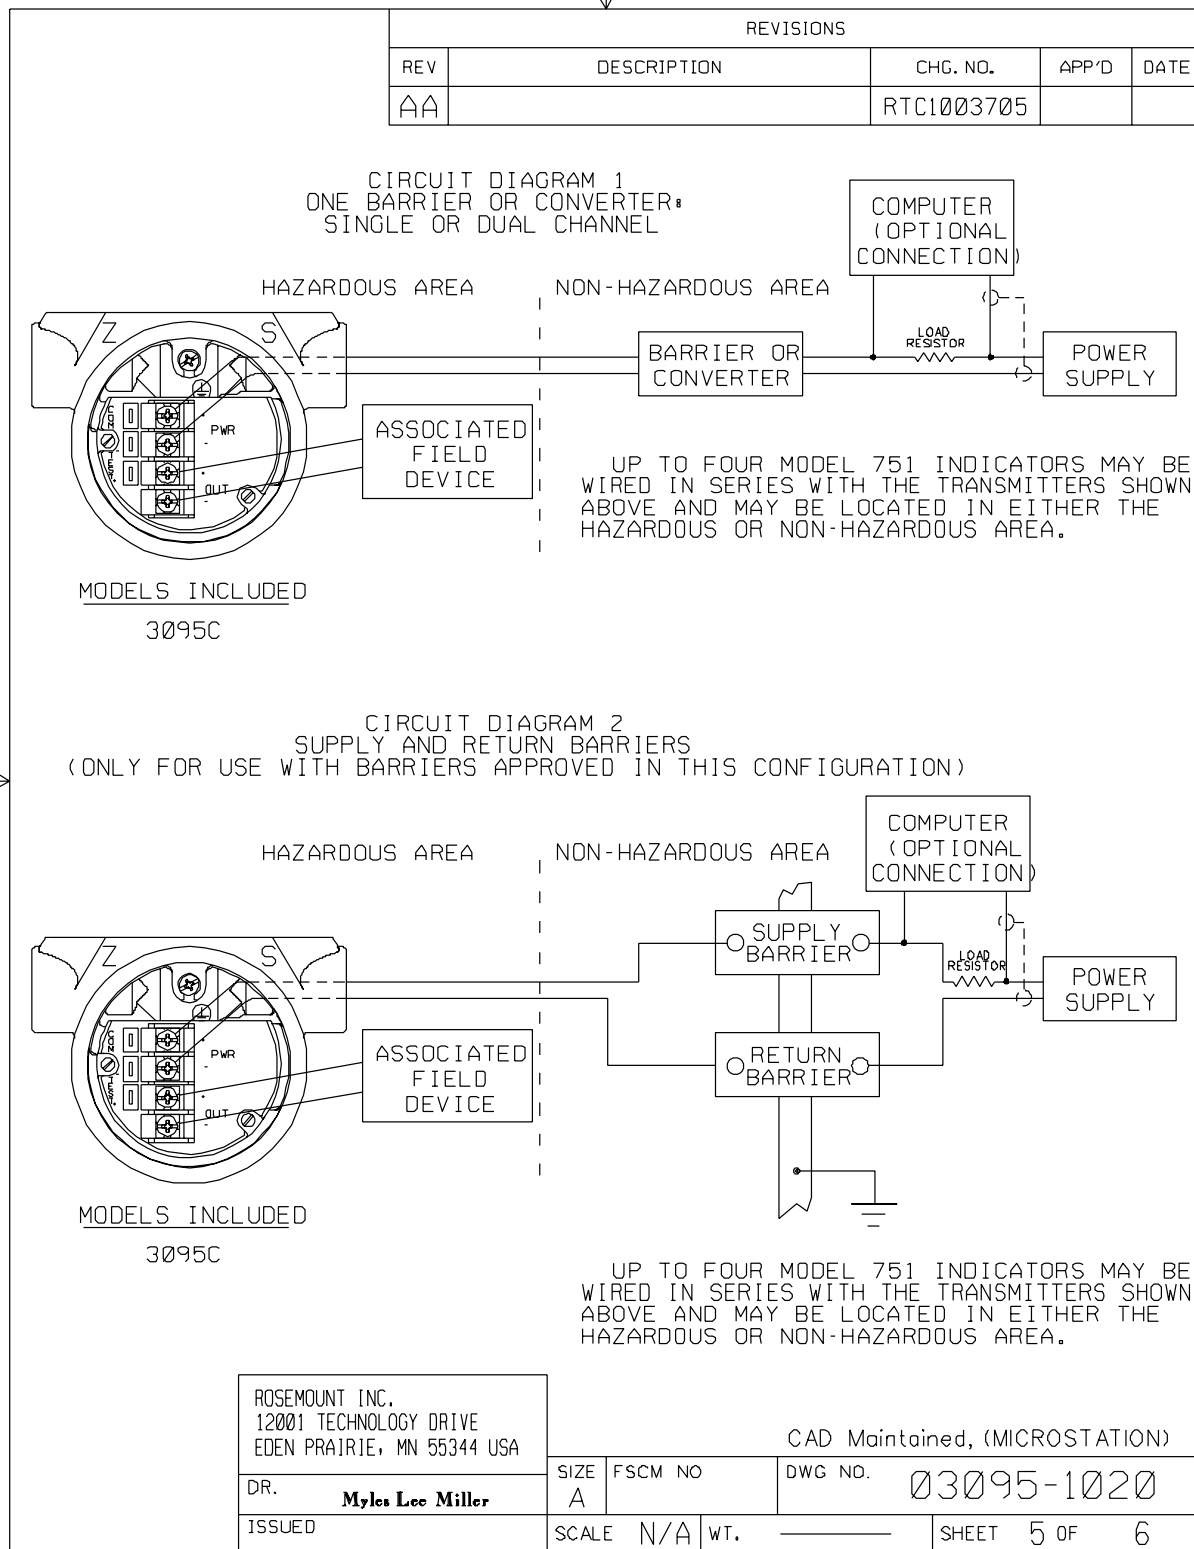 REVISIONS
REV DESCRIPTION CHG. NO. APP'D DATE
AA RTC1003705
CIRCUIT DIAGRAM 1
ONE BARRIER OR CONVERTER:
SINGLE OR DUAL CHANNEL
COMPUTER
(OPTIONAL
CONNECTION)
HAZARDOUS AREA
NON-HAZARDOUS AREA
Z S
LOAD
RESISTOR
BARRIER OR
CONVERTER
POWER
SUPPLY
COM
TEST
PWR
OUT
ASSOCIATED
FIELD
DEVICE
UP TO FOUR MODEL 751 INDICATORS MAY BE
WIRED IN SERIES WITH THE TRANSMITTERS SHOWN
ABOVE AND MAY BE LOCATED IN EITHER THE
HAZARDOUS OR NON-HAZARDOUS AREA.
MODELS INCLUDED
3095C
CIRCUIT DIAGRAM 2
SUPPLY AND RETURN BARRIERS
(ONLY FOR USE WITH BARRIERS APPROVED IN THIS CONFIGURATION)
COMPUTER
(OPTIONAL
CONNECTION)
HAZARDOUS AREA
NON-HAZARDOUS AREA
Z S
SUPPLY
BARRIER
LOAD
RESISTOR
POWER
SUPPLY
COM
TEST
PWR
OUT
ASSOCIATED
FIELD
DEVICE
RETURN
BARRIER
MODELS INCLUDED
3095C
UP TO FOUR MODEL 751 INDICATORS MAY BE
WIRED IN SERIES WITH THE TRANSMITTERS SHOWN
ABOVE AND MAY BE LOCATED IN EITHER THE
HAZARDOUS OR NON-HAZARDOUS AREA.
ROSEMOUNT INC.
12001 TECHNOLOGY DRIVE
EDEN PRAIRIE, MN 55344 USA
CAD Maintained, (MICROSTATION)
DR. Myles Lee Miller
SIZE A FSCM NO DWG NO. 03095-1020
ISSUED
SCALE N/A WT. SHEET 5 OF 6